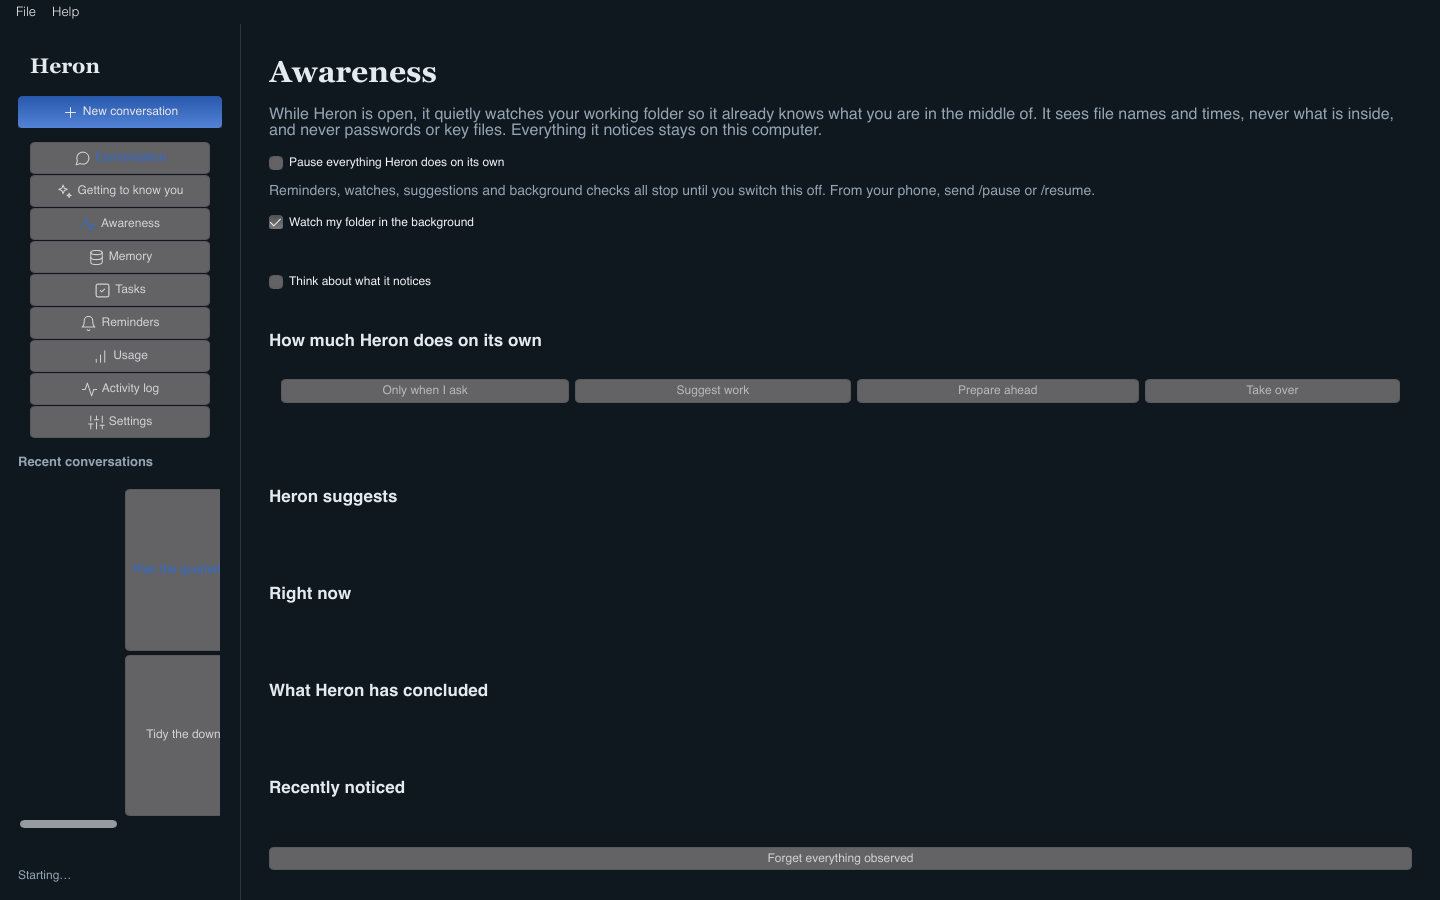 File Help
Heron
New conversation
Getting to know you
Awareness
Memory
Tasks
Reminders
Usage
Activity log
Settings
Recent conversations
Tidy the down
Starting...
Awareness
While Heron is open, it quietly watches your working folder so it already knows what you are in the middle of. It sees file names and times, never what is inside,
and never passwords or key files. Everything it notices stays on this computer.
Pause everything Heron does on its own
Reminders, watches, suggestions and background checks all stop until you switch this off. From your phone, send /pause or /resume.
Watch my folder in the background
Think about what it notices
How much Heron does on its own
Only when I ask
Suggest work
Prepare ahead
Take over
Heron suggests
Right now
What Heron has concluded
Recently noticed
Forget everything observed